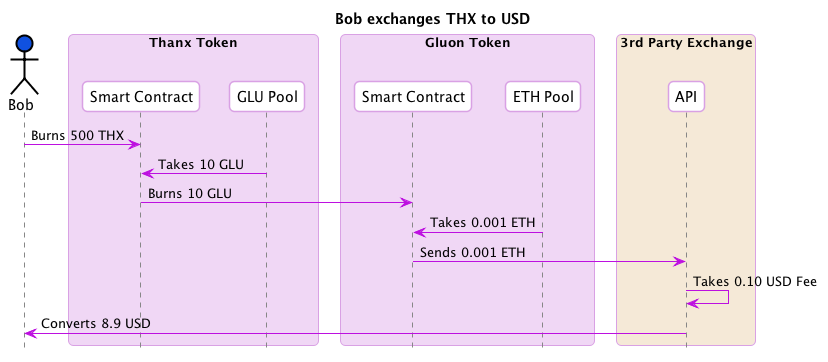 Bob exchanges THX to USD
Thanx Token
Gluon Token
3rd Party Exchange
Bob
Smart Contract
GLU Pool
Smart Contract
ETH Pool
API
Burns 500 THX
Takes 10 GLU
Burns 10 GLU
Takes 0.001 ETH
Sends 0.001 ETH
Takes 0.10 USD Fee
Converts 8.9 USD